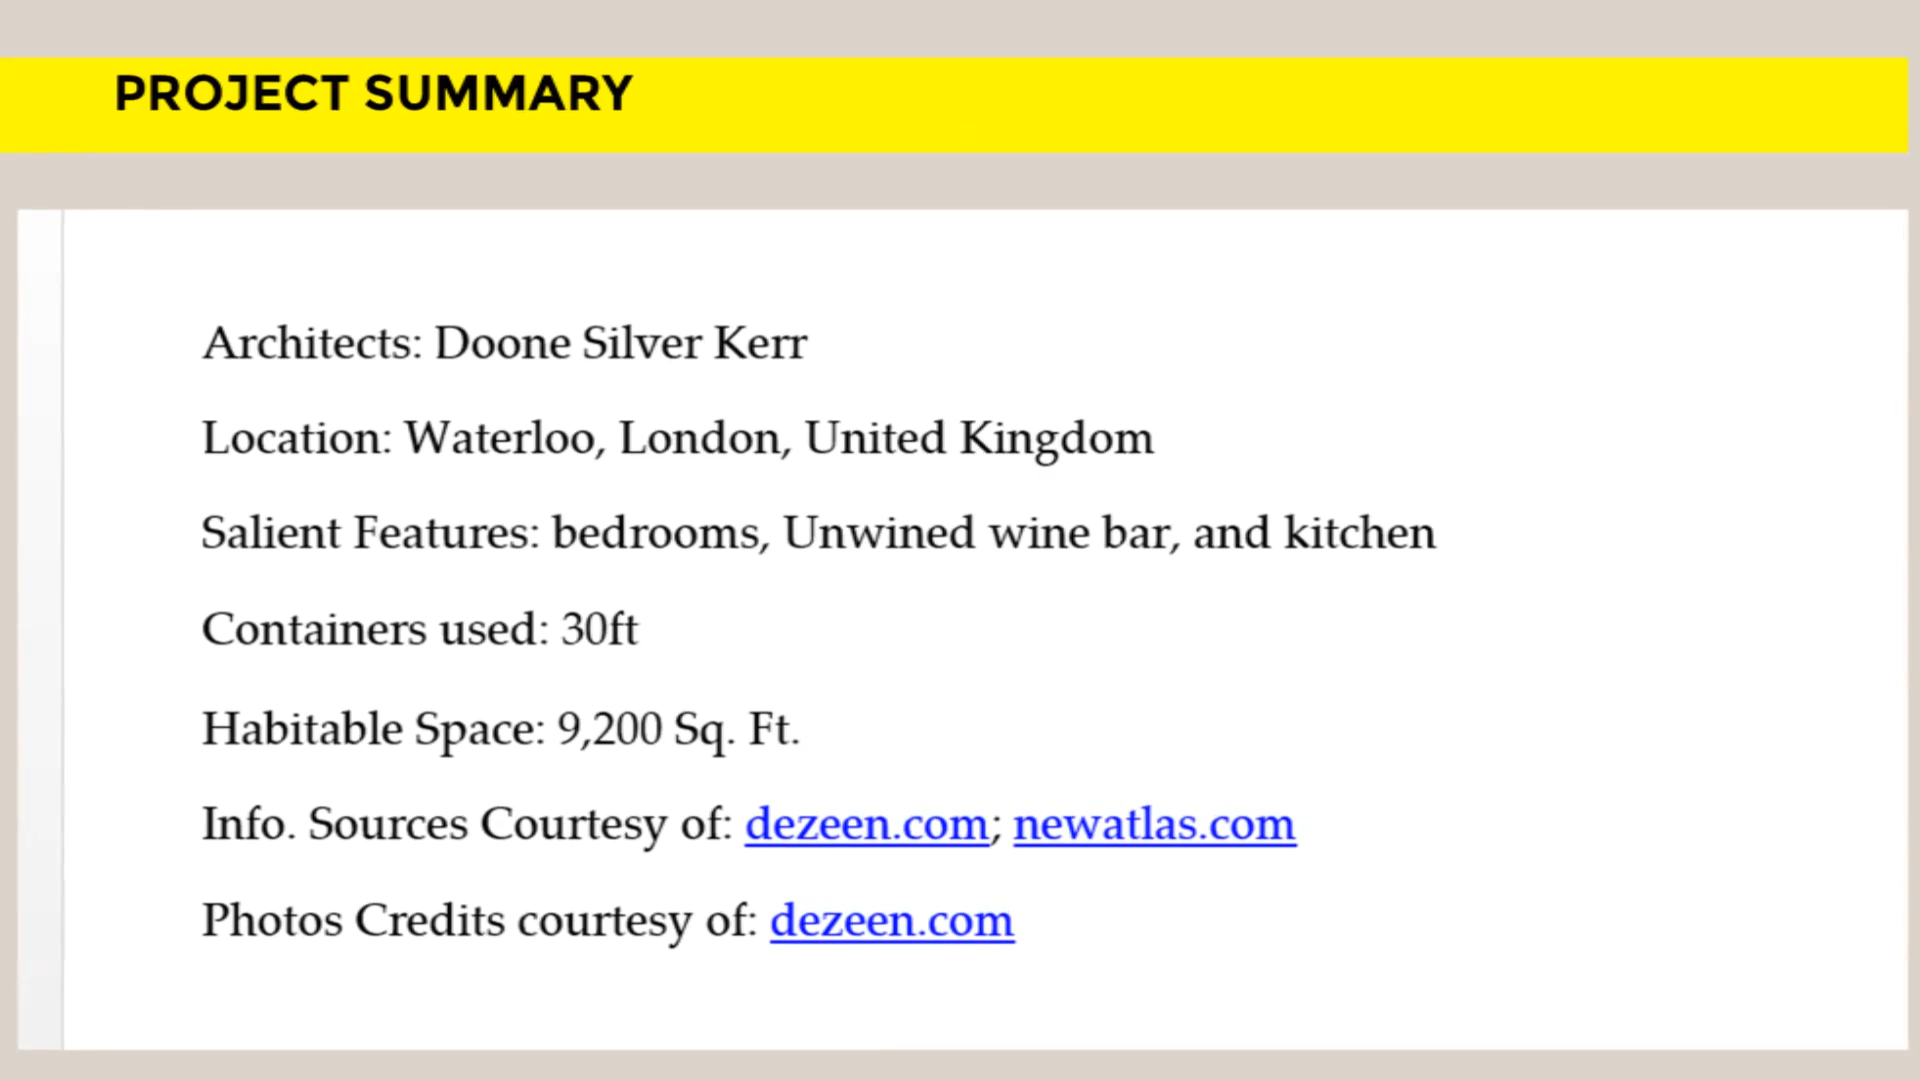 PROJECT SUMMARY
Architects: Doone Silver Kerr
Location: Waterloo, London, United Kingdom
Salient Features: bedrooms, Unwined wine bar, and kitchen
Containers used: 30ft
Habitable Space: 9,200 Sq. Ft.
Info. Sources Courtesy of: dezeen.com; newatlas.com
Photos Credits courtesy of: dezeen.com